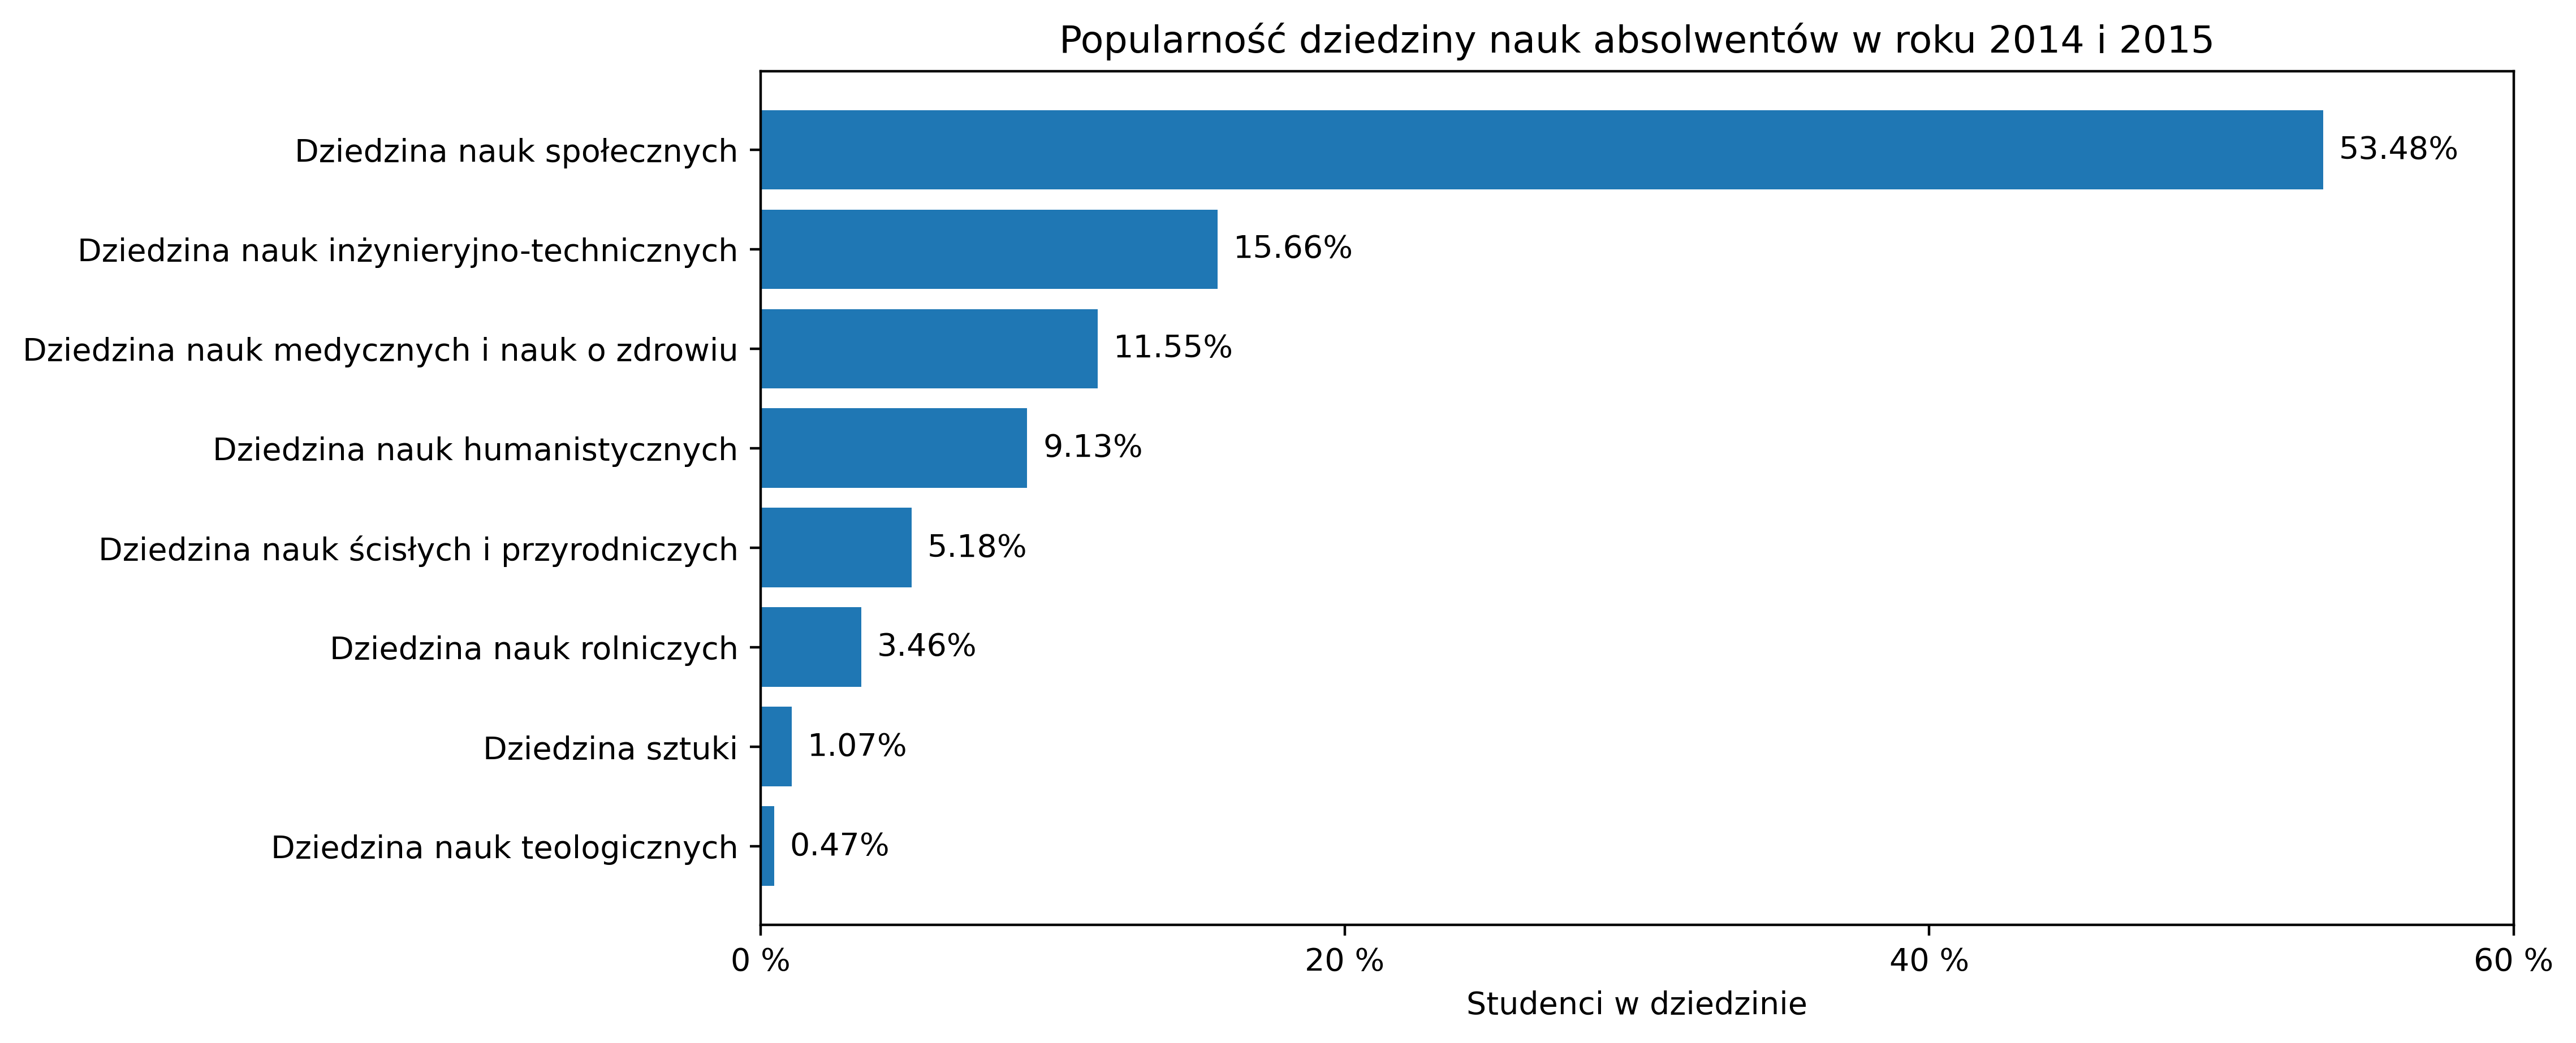 Popularność dziedziny nauk absolwentów w roku 2014 i 2015
Dziedzina nauk społecznych 53.48%
Dziedzina nauk inżynieryjno-technicznych 15.66%
Dziedzina nauk medycznych i nauk o zdrowiu 11.55%
Dziedzina nauk humanistycznych 9.13%
Dziedzina nauk ścisłych i przyrodniczych 5.18%
Dziedzina nauk rolniczych 3.46%
Dziedzina sztuki 1.07%
Dziedzina nauk teologicznych 0.47%
0 % 20 % 40 % 60 %
Studenci w dziedzinie